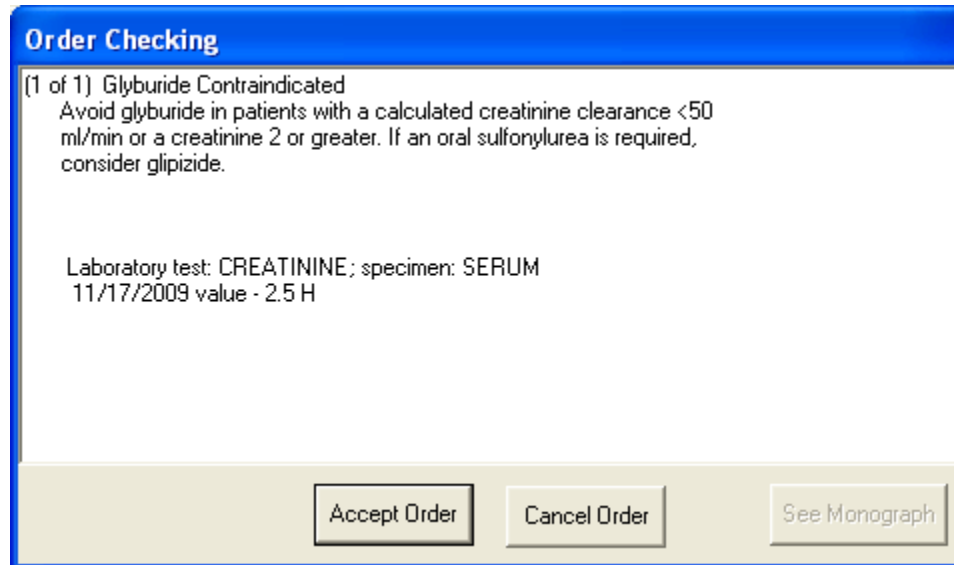 Order Checking
(1 of 1) Glyburide Contraindicated
Avoid glyburide in patients with a calculated creatinine clearance <50
ml/min or a creatinine 2 or greater. If an oral sulfonylurea is required,
consider glipizide.
Laboratory test: CREATININE; specimen: SERUM
11/17/2009 value - 2.5 H
Accept Order Cancel Order See Monograph